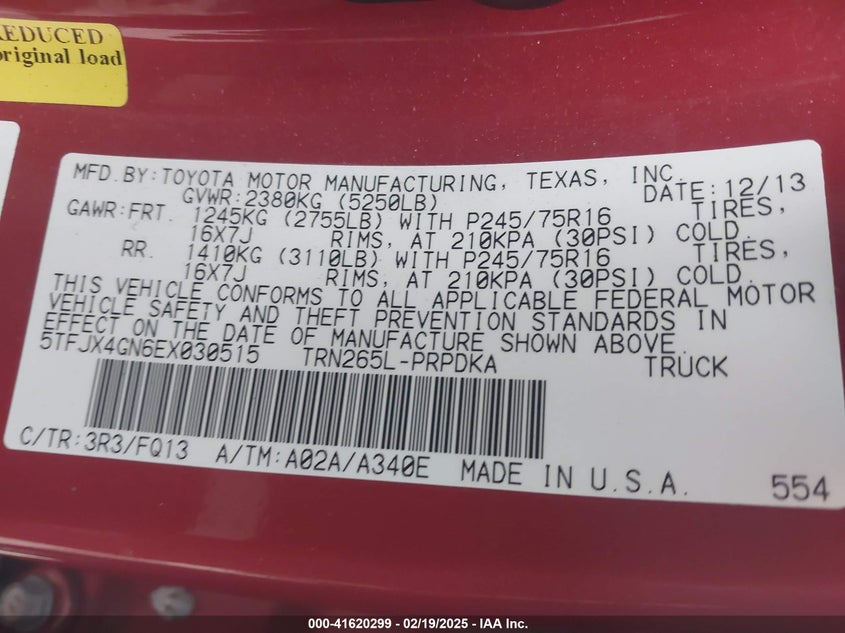 REDUCED
original load
MFD.BY:TOYOTA MOTOR MANUFACTURING, TEXAS, INC.
GVWR:2380KG (5250LB) DATE:12/13
GAWR:FRT. 1245KG (2755LB) WITH P245/75R16 TIRES,
16X7J RIMS, AT 210KPA (30PSI) COLD.
RR. 1410KG (3110LB) WITH P245/75R16 TIRES,
16X7J RIMS, AT 210KPA (30PSI) COLD.
THIS VEHICLE CONFORMS TO ALL APPLICABLE FEDERAL MOTOR
VEHICLE SAFETY AND THEFT PREVENTION STANDARDS IN
EFFECT ON THE DATE OF MANUFACTURE SHOWN ABOVE.
5TFJX4GN6EX030515 TRN265L-PRPDKA TRUCK
C/TR:3R3/FQ13 A/TM:A02A/A340E MADE IN U.S.A. 554
000-41620299 - 02/19/2025 - IAA Inc.